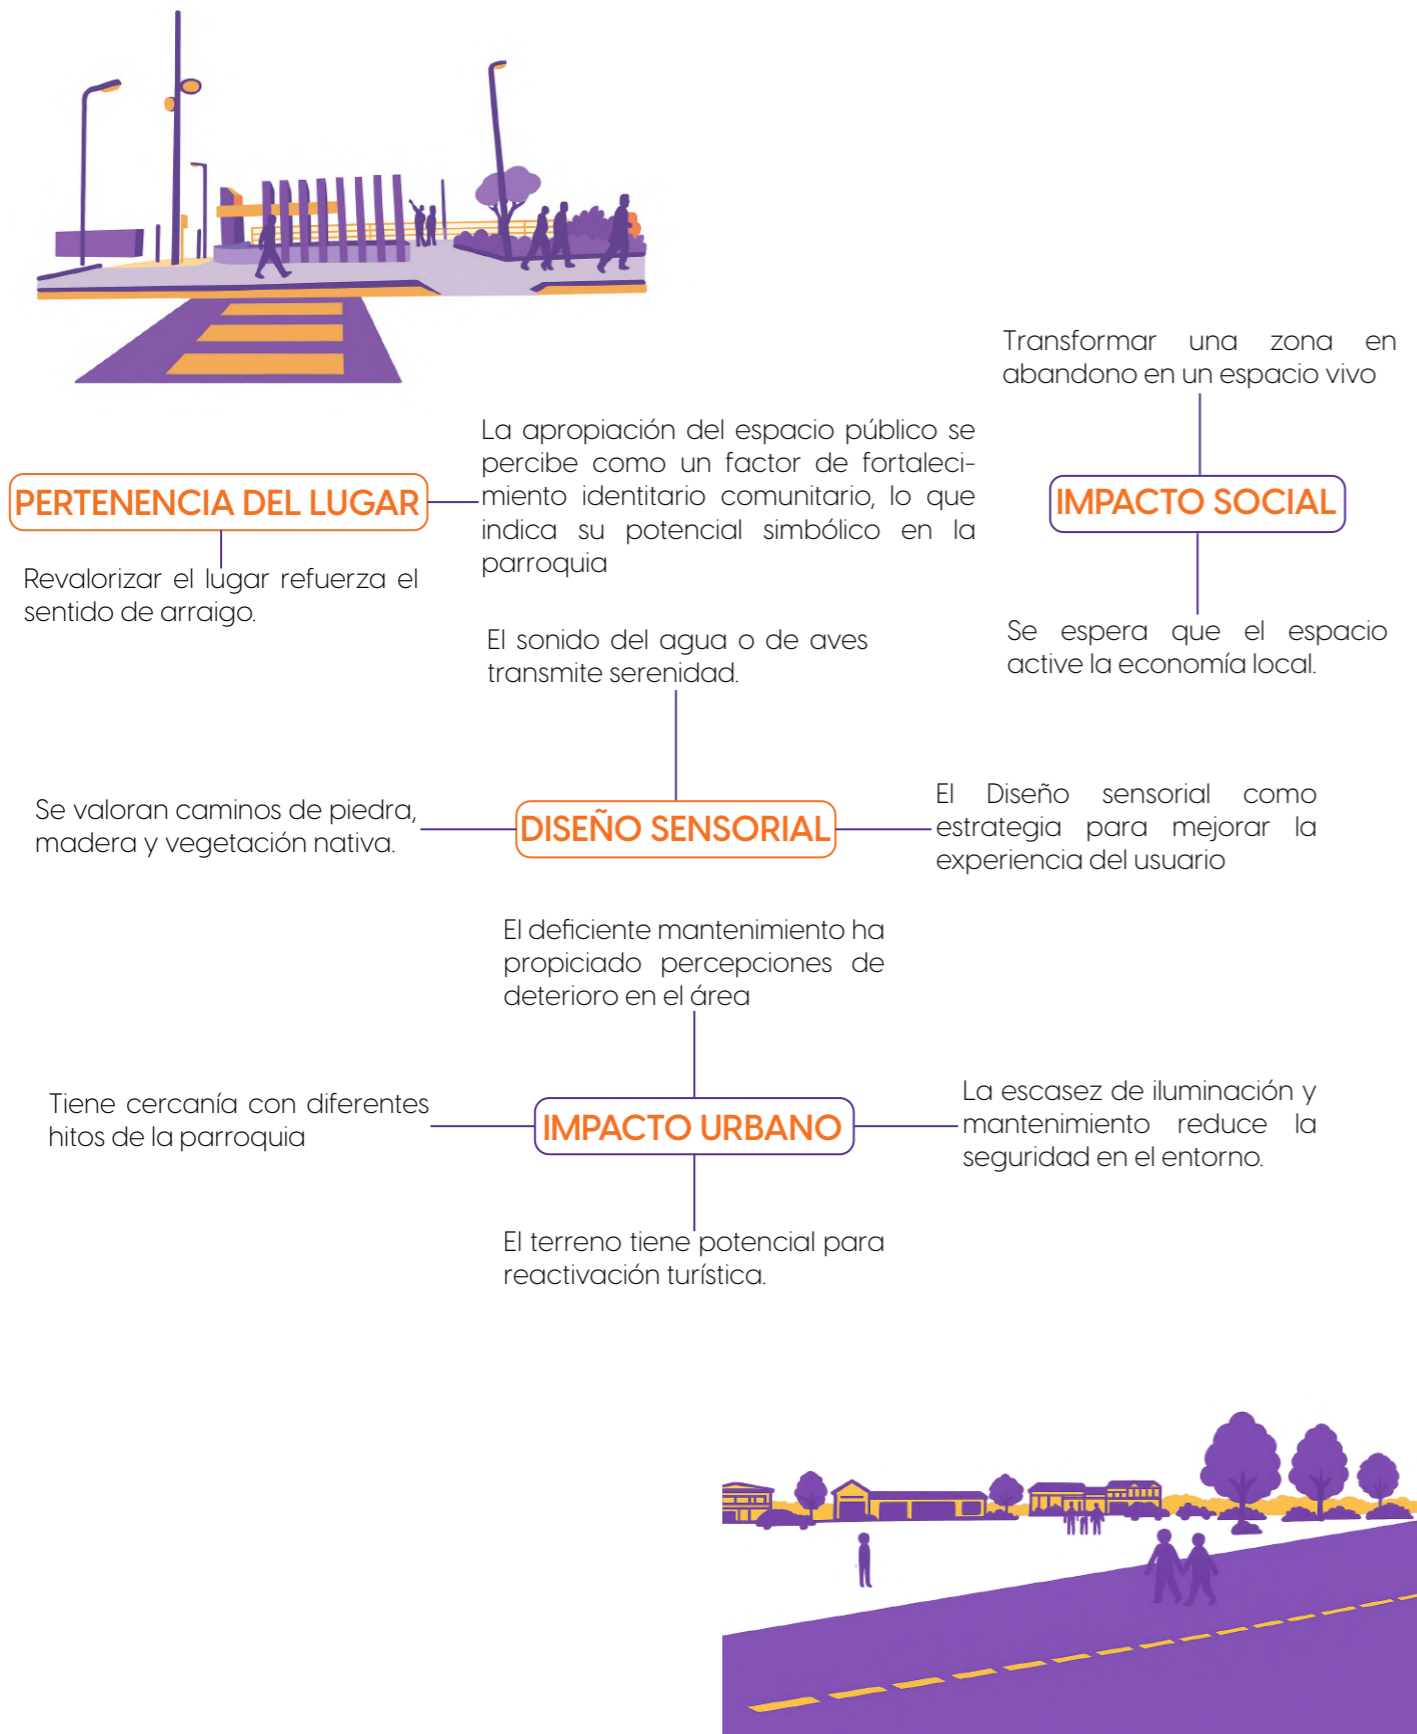 Transformar una zona en
abandono en un espacio vivo
La apropiación del espacio público se
percibe como un factor de fortaleci-
miento identitario comunitario, lo que
indica su potencial simbólico en la
parroquia
PERTENENCIA DEL LUGAR
IMPACTO SOCIAL
Revalorizar el lugar refuerza el
sentido de arraigo.
Se espera que el espacio
active la economía local.
El sonido del agua o de aves
transmite serenidad.
Se valoran caminos de piedra,
madera y vegetación nativa.
DISEÑO SENSORIAL
El Diseño sensorial como
estrategia para mejorar la
experiencia del usuario
El deficiente mantenimiento ha
propiciado percepciones de
deterioro en el área
Tiene cercanía con diferentes
hitos de la parroquia
IMPACTO URBANO
La escasez de iluminación y
mantenimiento reduce la
seguridad en el entorno.
El terreno tiene potencial para
reactivación turística.